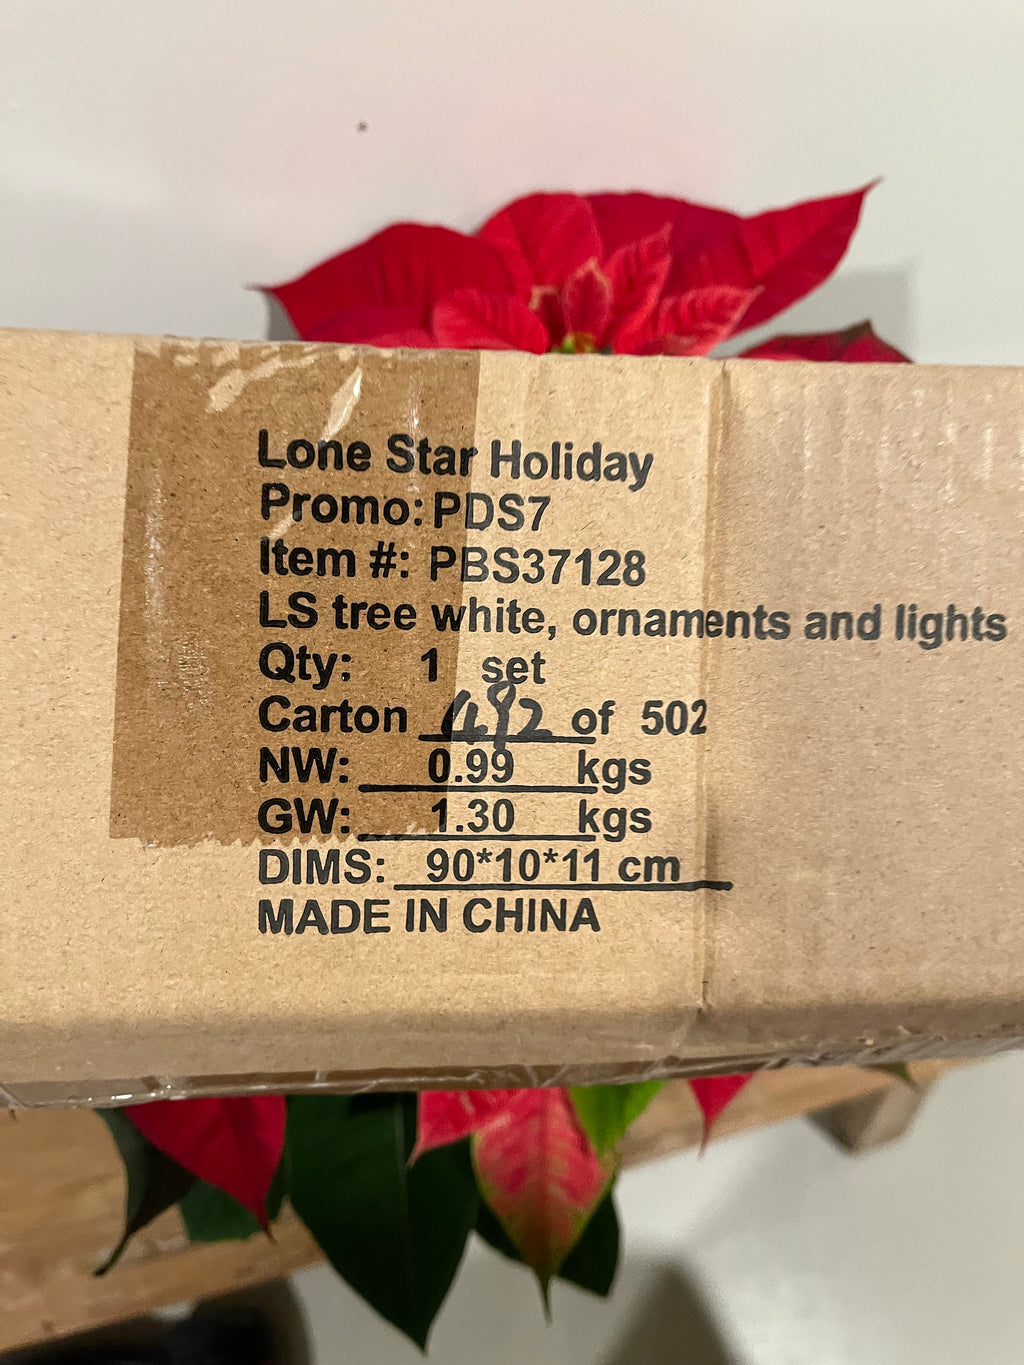 Lone Star Holiday
Promo: PDS7
Item #: PBS37128
LS tree white, ornaments and lights
Qty: 1 set
Carton 492 of 502
NW: 0.99 kgs
GW: 1.30 kgs
DIMS: 90*10*11 cm
MADE IN CHINA